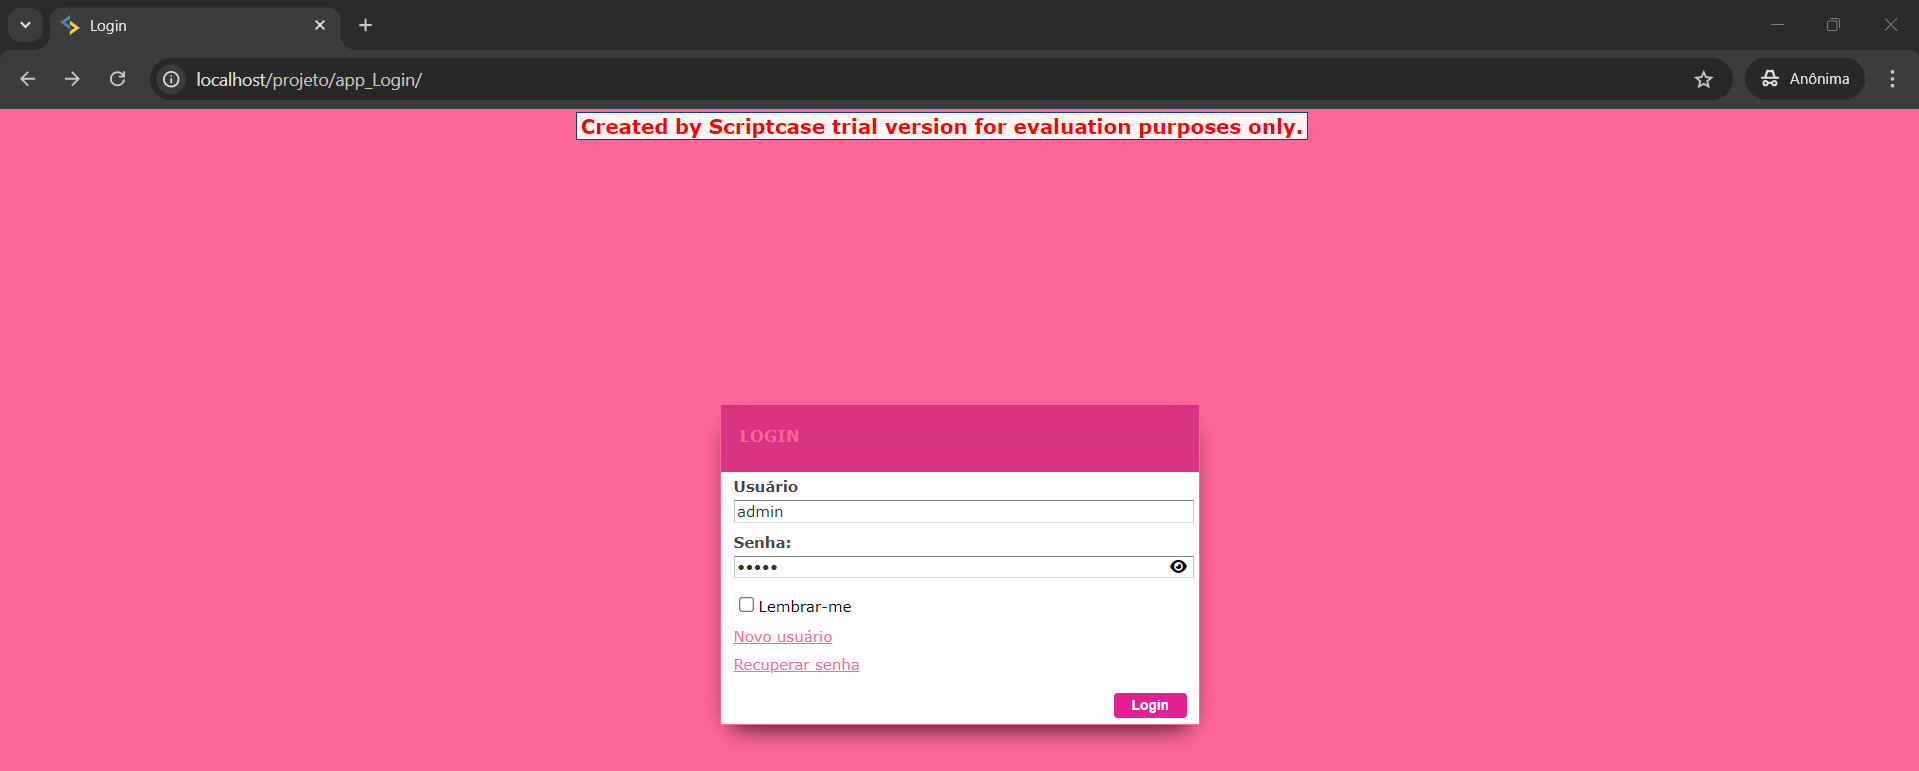 Login
localhost/projeto/app_Login/
Anônima
Created by Scriptcase trial version for evaluation purposes only.
LOGIN
Usuário
admin
Senha:
•••••
Lembrar-me
Novo usuário
Recuperar senha
Login